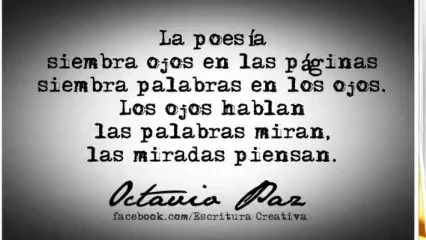 La poesía
siembra ojos en las páginas
siembra palabras en los ojos.
Los ojos hablan
las palabras miran,
las miradas piensan.
Octavio Paz
facebook.com/Escritura Creativa